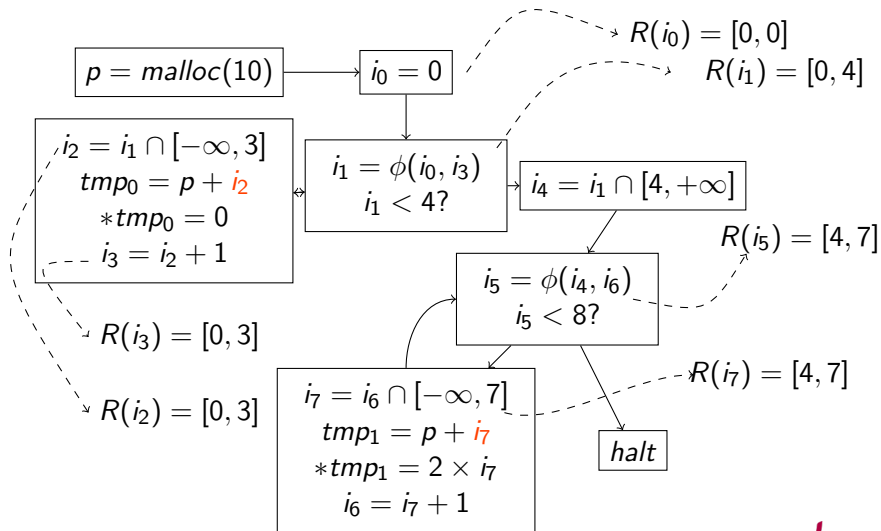 p = malloc(10)
i₀ = 0
R(i₀) = [0, 0]
R(i₁) = [0, 4]
i₂ = i₁ ∩ [−∞, 3]
tmp₀ = p + i₂
∗tmp₀ = 0
i₃ = i₂ + 1
i₁ = ϕ(i₀, i₃)
i₁ < 4?
i₄ = i₁ ∩ [4, +∞]
R(i₅) = [4, 7]
i₅ = ϕ(i₄, i₆)
i₅ < 8?
R(i₃) = [0, 3]
R(i₂) = [0, 3]
R(i₇) = [4, 7]
i₇ = i₆ ∩ [−∞, 7]
tmp₁ = p + i₇
∗tmp₁ = 2 × i₇
i₆ = i₇ + 1
halt